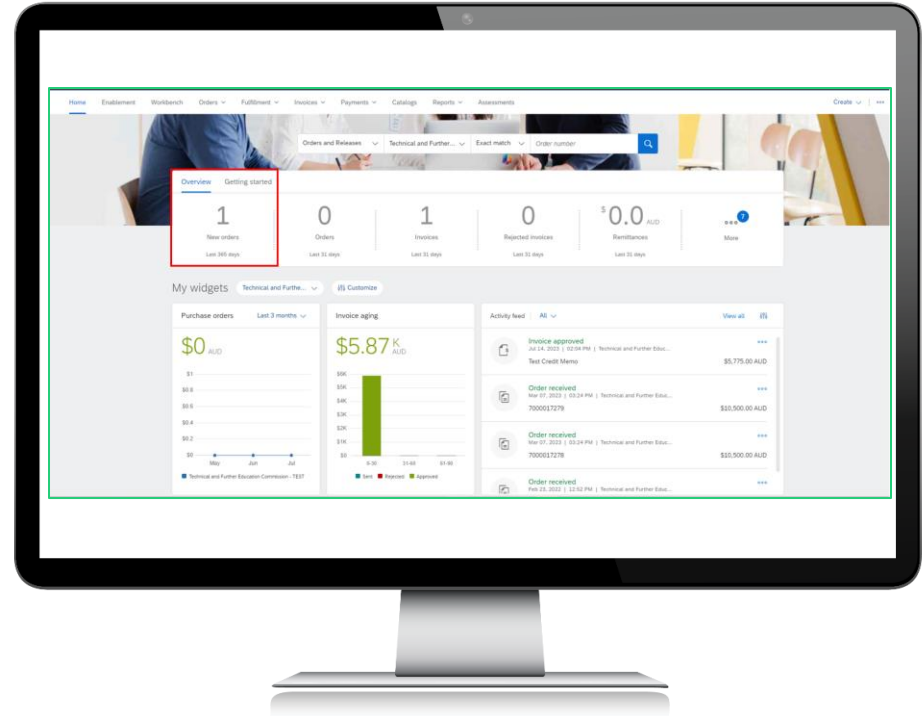 Home Enablement Workbench Orders Fulfillment Invoices Payments Catalogs Reports Assessments Create
Orders and Releases Technical and Further... Exact match Order number
Overview Getting started
1 0 1 0 $0.0 AUD 7
New orders Orders Invoices Rejected invoices Remittances More
Last 365 days Last 31 days Last 31 days Last 31 days Last 31 days
My widgets Technical and Furthe... Customize
Purchase orders Last 3 months
$0 AUD
$1
$0.8
$0.6
$0.4
$0.2
$0
May Jun Jul
Technical and Further Education Commission - TEST
Invoice aging
$5.87 K AUD
$6K
$5K
$4K
$3K
$2K
$1K
$0
0-30 31-60 61-95
Sent Rejected Approved
Activity feed All View all
Invoice approved
Jul 14, 2023 | 02:04 PM | Technical and Further Educ...
Test Credit Memo $5,775.00 AUD
Order received
Mar 07, 2023 | 03:24 PM | Technical and Further Educ...
7000017279 $10,500.00 AUD
Order received
Mar 07, 2023 | 03:24 PM | Technical and Further Educ...
7000017278 $10,500.00 AUD
Order received
Feb 23, 2022 | 12:52 PM | Technical and Further Educ...